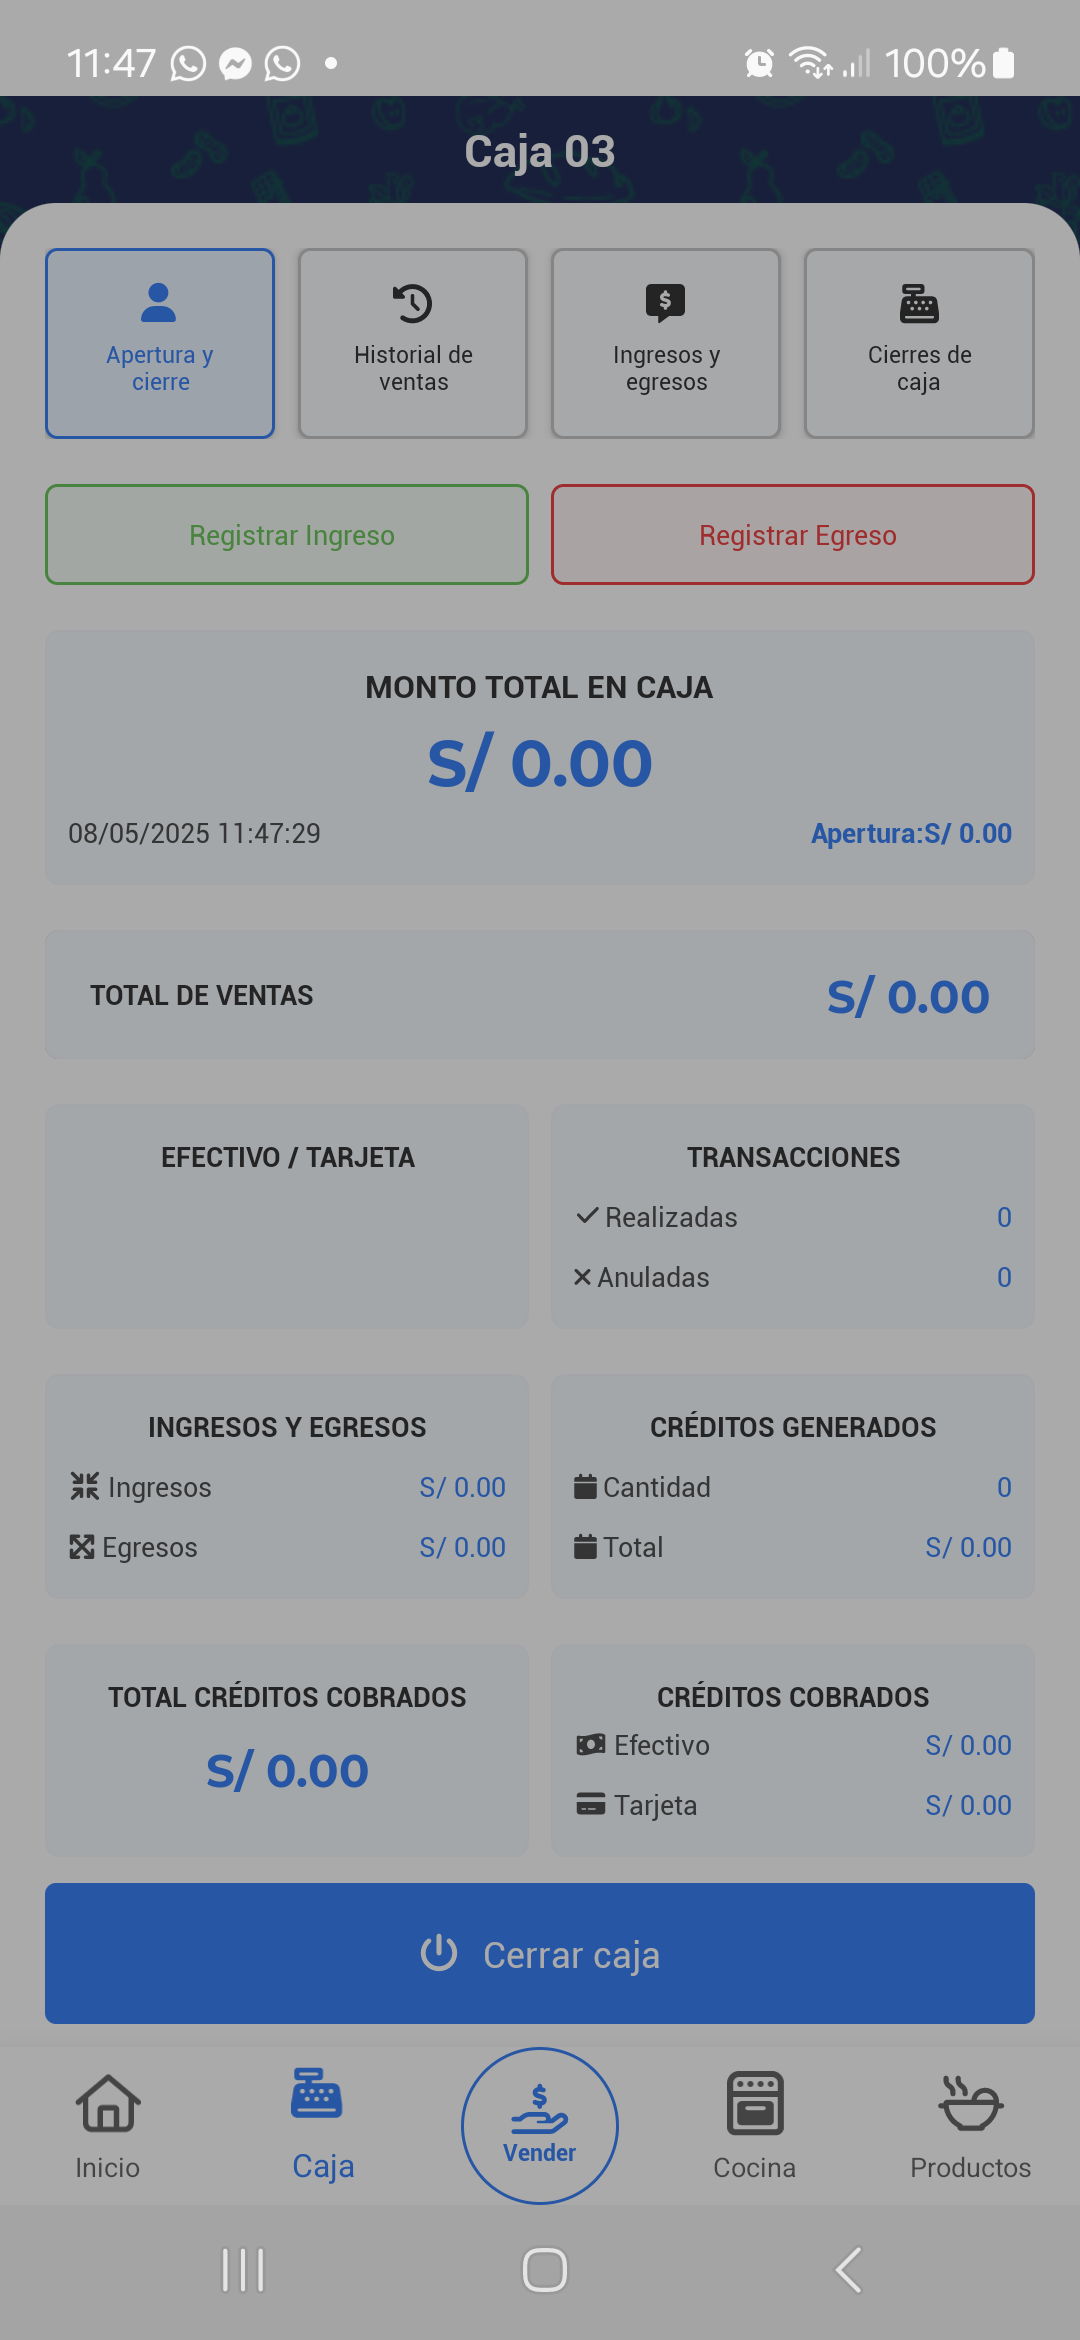 11:47
100%
Caja 03
Apertura y
cierre
Historial de
ventas
Ingresos y
egresos
Cierres de
caja
Registrar Ingreso
Registrar Egreso
MONTO TOTAL EN CAJA
S/ 0.00
08/05/2025 11:47:29
Apertura:S/ 0.00
TOTAL DE VENTAS
S/ 0.00
EFECTIVO / TARJETA
TRANSACCIONES
Realizadas 0
Anuladas 0
INGRESOS Y EGRESOS
Ingresos S/ 0.00
Egresos S/ 0.00
CRÉDITOS GENERADOS
Cantidad 0
Total S/ 0.00
TOTAL CRÉDITOS COBRADOS
S/ 0.00
CRÉDITOS COBRADOS
Efectivo S/ 0.00
Tarjeta S/ 0.00
Cerrar caja
Inicio
Caja
Vender
Cocina
Productos